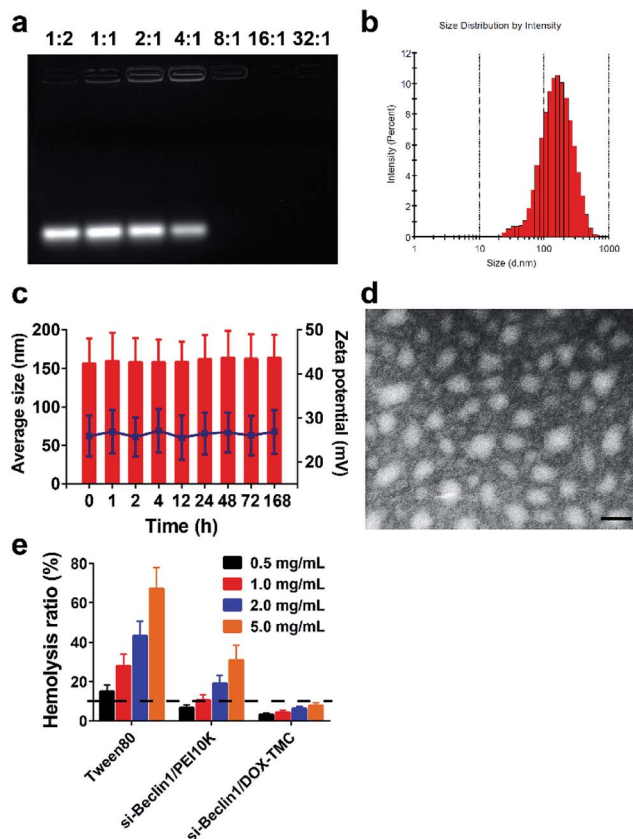 a
1:2 1:1 2:1 4:1 8:1 16:1 32:1
b
Size Distribution by Intensity
Intensity (Percent)
12
10
8
6
4
2
0
1 10 100 1000
Size (d.nm)
c
Average size (nm)
200
150
100
50
0
Zeta potential (mV)
50
40
30
20
0 1 2 4 12 24 48 72 168
Time (h)
d
e
Hemolysis ratio (%)
80
60
40
20
0
0.5 mg/mL
1.0 mg/mL
2.0 mg/mL
5.0 mg/mL
Tween80
si-Beclin1/PEI10K
si-Beclin1/DOX-TMC